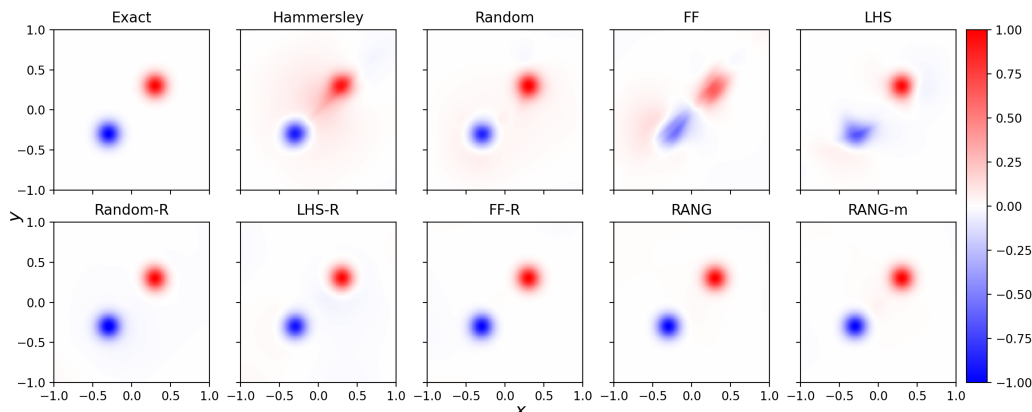 Exact Hammersley Random FF LHS
1.0 1.00
0.5 0.75
0.0 0.50
−0.5 0.25
−1.0 0.00
y
Random-R LHS-R FF-R RANG RANG-m
1.0 −0.25
0.5 −0.50
0.0 −0.75
−0.5 −1.00
−1.0
−1.0 −0.5 0.0 0.5 1.0 −1.0 −0.5 0.0 0.5 1.0 −1.0 −0.5 0.0 0.5 1.0 −1.0 −0.5 0.0 0.5 1.0 −1.0 −0.5 0.0 0.5 1.0
x